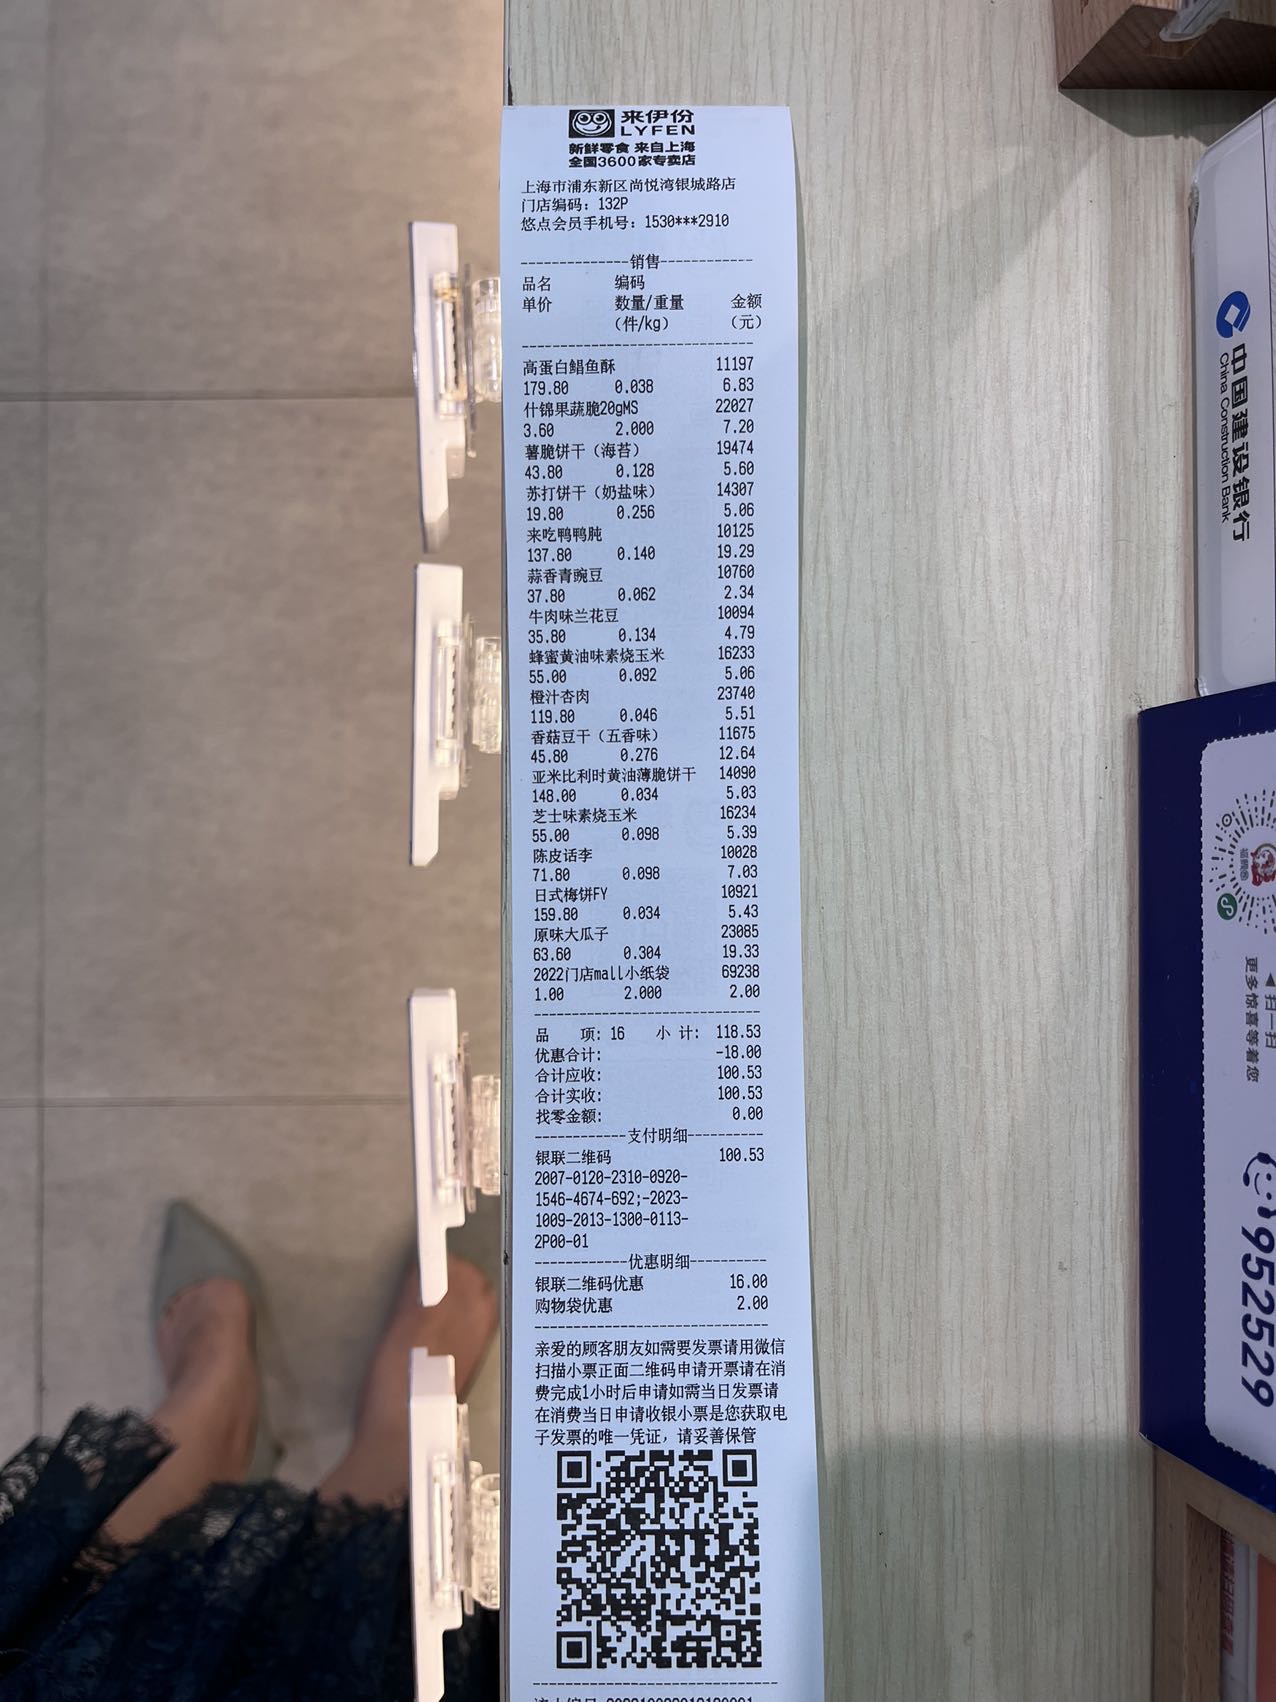 来伊份
LYFEN
新鲜零食 来自上海
全国3600家专卖店
上海市浦东新区尚悦湾银城路店
门店编码：132P
悠点会员手机号：1530***2910
--------------销售------------
品名 编码
单价 数量/重量 金额
（件/kg） （元）
------------------------------
高蛋白鲳鱼酥 11197
179.80 0.038 6.83
什锦果蔬脆20gMS 22027
3.60 2.000 7.20
薯脆饼干（海苔） 19474
43.80 0.128 5.60
苏打饼干（奶盐味） 14307
19.80 0.256 5.06
来吃鸭鸭肫 10125
137.80 0.140 19.29
蒜香青豌豆 10760
37.80 0.062 2.34
牛肉味兰花豆 10094
35.80 0.134 4.79
蜂蜜黄油味素烧玉米 16233
55.00 0.092 5.06
橙汁杏肉 23740
119.80 0.046 5.51
香菇豆干（五香味） 11675
45.80 0.276 12.64
亚米比利时黄油薄脆饼干 14090
148.00 0.034 5.03
芝士味素烧玉米 16234
55.00 0.098 5.39
陈皮话李 10028
71.80 0.098 7.03
日式梅饼FY 10921
159.80 0.034 5.43
原味大瓜子 23085
63.60 0.304 19.33
2022门店mall小纸袋 69238
1.00 2.000 2.00
------------------------------
品 项: 16 小 计: 118.53
优惠合计: -18.00
合计应收: 100.53
合计实收: 100.53
找零金额: 0.00
------------支付明细----------
银联二维码 100.53
2007-0120-2310-0920-
1546-4674-692;-2023-
1009-2013-1300-0113-
2P00-01
------------优惠明细----------
银联二维码优惠 16.00
购物袋优惠 2.00
------------------------------
亲爱的顾客朋友如需要发票请用微信
扫描小票正面二维码申请开票请在消
费完成1小时后申请如需当日发票请
在消费当日申请收银小票是您获取电
子发票的唯一凭证，请妥善保管
中国建设银行
China Construction Bank
◀扫一扫
更多惊喜等着您
952529